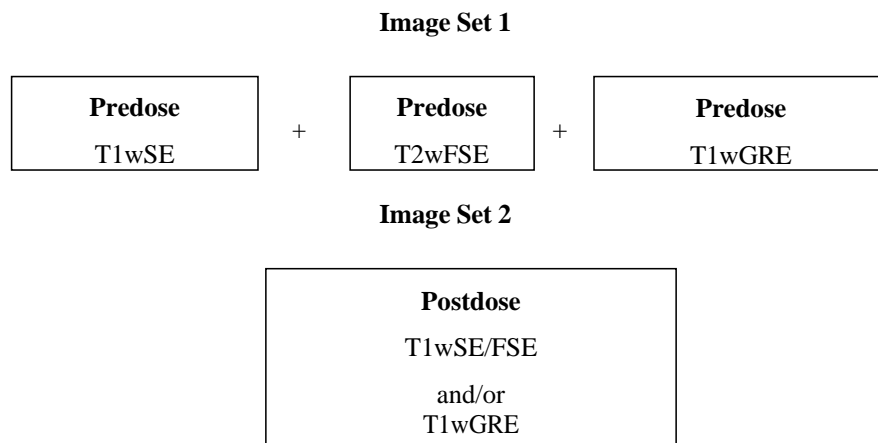 Image Set 1
Predose + Predose + Predose
T1wSE T2wFSE T1wGRE
Image Set 2
Postdose
T1wSE/FSE
and/or
T1wGRE